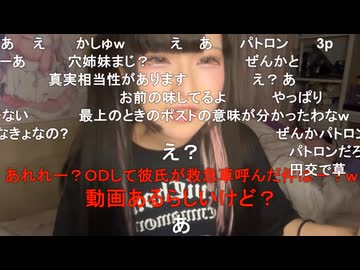 あ え かしゅw え あ パトロン 3p
ーあ 穴姉妹まじ？ ぜんかと
真実相当性があります え？ あ
お前の味してるよ やっぱり
ない 最上のときのポストの意味が分かったわなw
なきょなの？ ぜんかパトロン
え？ パトロンだろ
田交で草
あれれー？ODして彼氏が救急車呼んだ件は
動画あるらしいけど？
あ